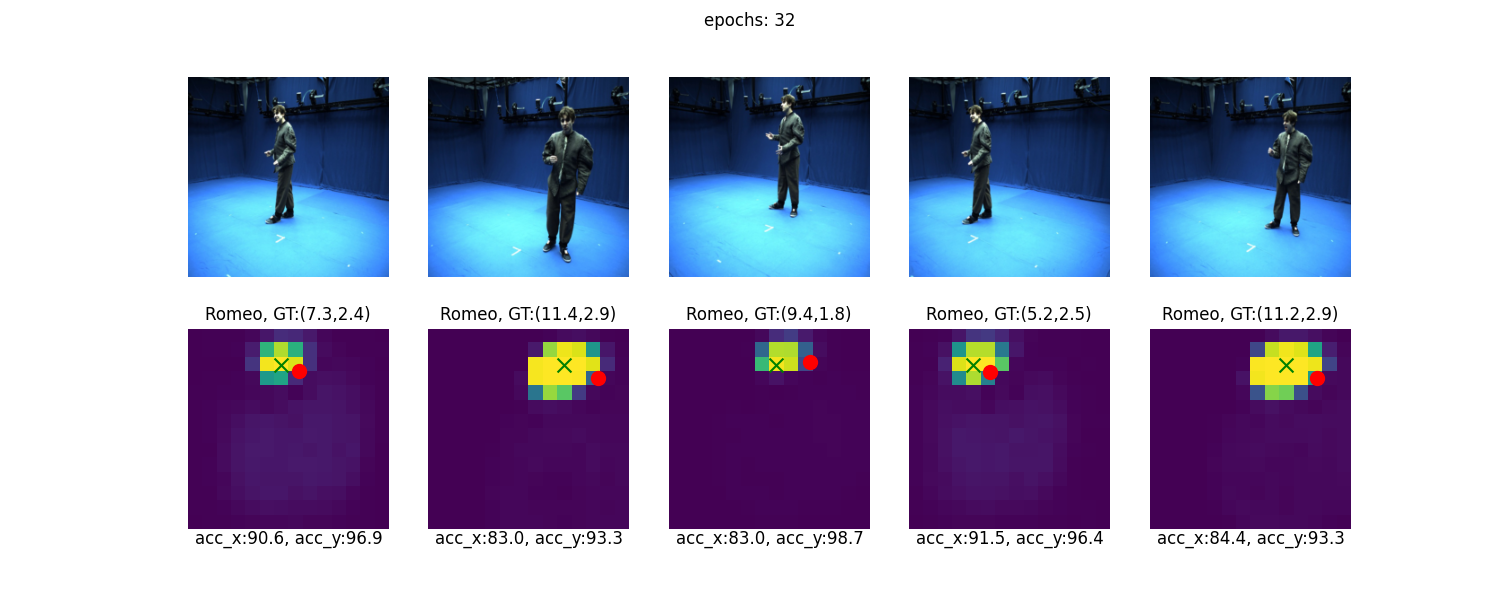 epochs: 32
Romeo, GT:(7.3,2.4)
Romeo, GT:(11.4,2.9)
Romeo, GT:(9.4,1.8)
Romeo, GT:(5.2,2.5)
Romeo, GT:(11.2,2.9)
acc_x:90.6, acc_y:96.9
acc_x:83.0, acc_y:93.3
acc_x:83.0, acc_y:98.7
acc_x:91.5, acc_y:96.4
acc_x:84.4, acc_y:93.3